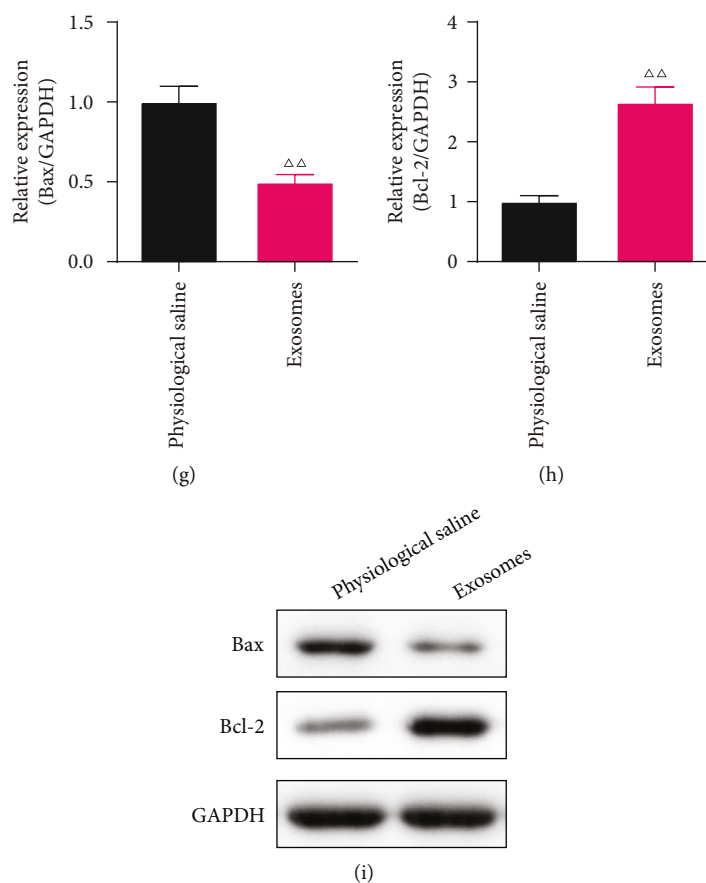 Relative expression
(Bax/GAPDH)
1.5
1.0
0.5
0.0
△△
Physiological saline
Exosomes
(g)
Relative expression
(Bcl-2/GAPDH)
4
3
2
1
0
△△
Physiological saline
Exosomes
(h)
Physiological saline
Exosomes
Bax
Bcl-2
GAPDH
(i)